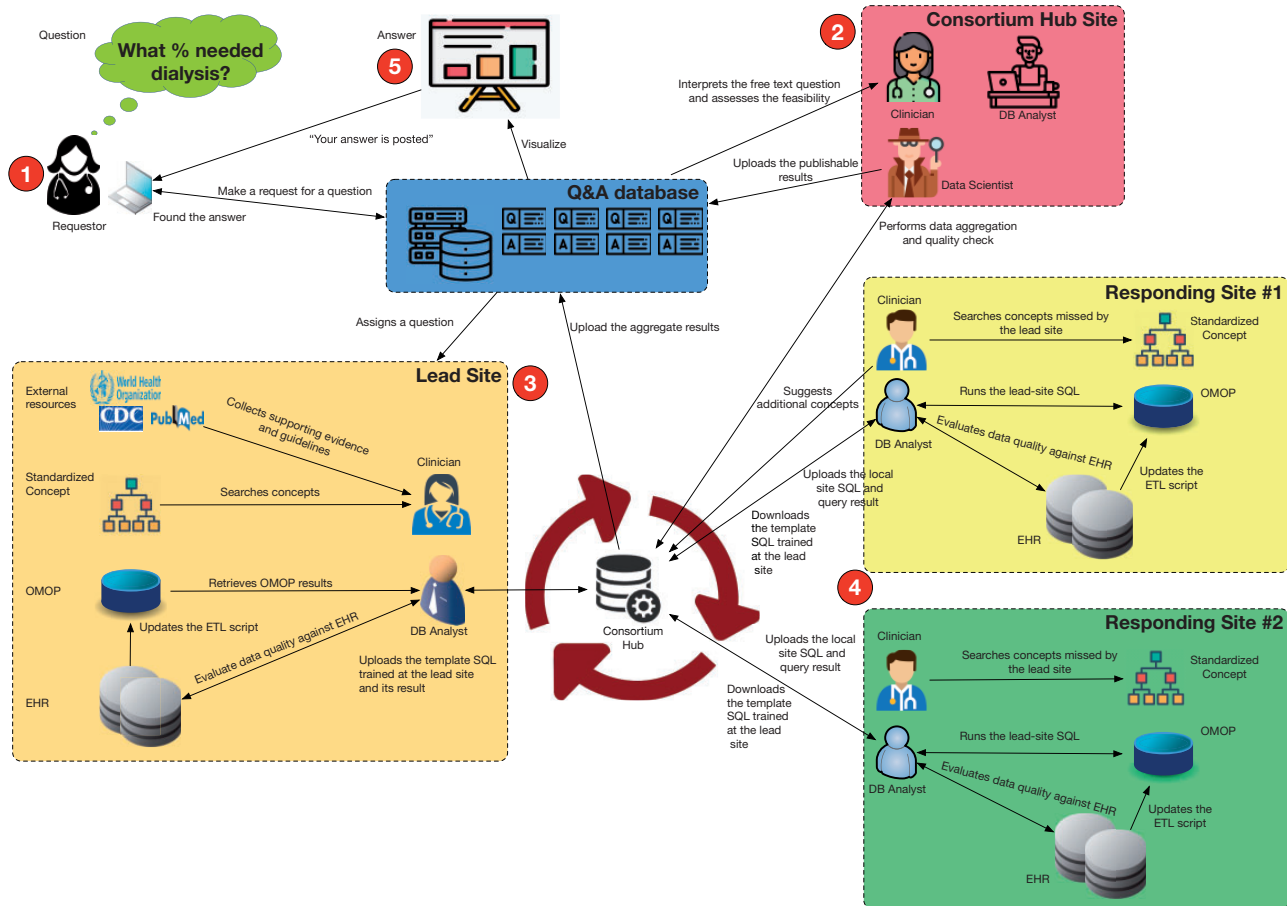 Question
What % needed
dialysis?
1
Requestor
Found the answer
Make a request for a question
"Your answer is posted"
Answer
5
Visualize
Q&A database
Q
Q
Q
Q
A
A
A
A
2
Consortium Hub Site
Interprets the free text question
and assesses the feasibility
Clinician
DB Analyst
Uploads the publishable
results
Data Scientist
Performs data aggregation
and quality check
Assigns a question
Upload the aggregate results
Lead Site
3
External
resources
World Health
Organization
CDC
PubMed
Collects supporting evidence
and guidelines
Clinician
Standardized
Concept
Searches concepts
OMOP
Retrieves OMOP results
DB Analyst
Updates the ETL script
Evaluate data quality against EHR
Uploads the template SQL
trained at the lead site
and its result
EHR
Consortium
Hub
Suggests
additional concepts
Uploads the local
site SQL and
query result
Downloads
the template
SQL trained
at the lead
site
Uploads the local
site SQL and
query result
Downloads
the template
SQL trained
at the lead
site
Responding Site #1
Clinician
Searches concepts missed by
the lead site
Standardized
Concept
Runs the lead-site SQL
OMOP
DB Analyst
Evaluates data quality against EHR
Updates the
ETL script
EHR
4
Responding Site #2
Clinician
Searches concepts missed by
the lead site
Standardized
Concept
Runs the lead-site SQL
OMOP
DB Analyst
Evaluates data quality against EHR
Updates the
ETL script
EHR